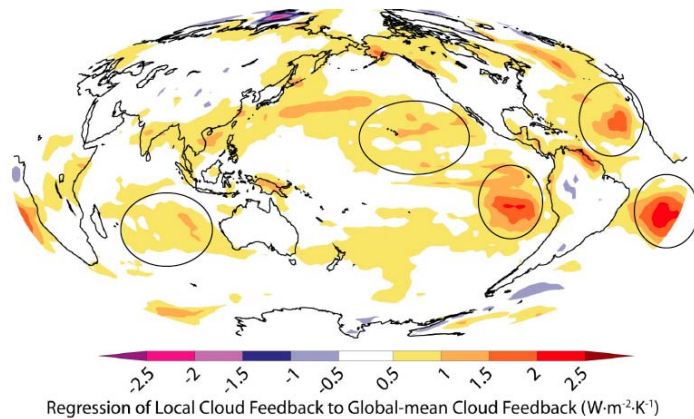 -2.5 -2 -1.5 -1 -0.5 0.5 1 1.5 2 2.5
Regression of Local Cloud Feedback to Global-mean Cloud Feedback (W·m⁻²·K⁻¹)